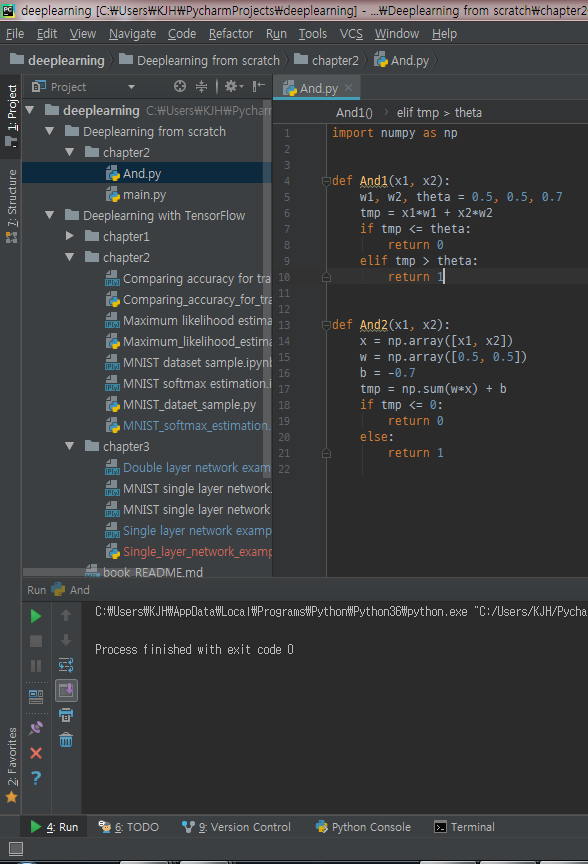 deeplearning [C:₩Users₩KJH₩PycharmProjects₩deeplearning] - ...₩Deeplearning from scratch₩chapter2
File Edit View Navigate Code Refactor Run Tools VCS Window Help
deeplearning Deeplearning from scratch chapter2 And.py
1: Project
7: Structure
2: Favorites
Project
deeplearning C:₩Users₩KJH₩Pycharm
Deeplearning from scratch
chapter2
And.py
main.py
Deeplearning with TensorFlow
chapter1
chapter2
Comparing accuracy for tra
Comparing_accuracy_for_tra
Maximum likelihood estima
Maximum_likelihood_estima
MNIST dataset sample.ipynb
MNIST softmax estimation.i
MNIST_dataet_sample.py
MNIST_softmax_estimation.
chapter3
Double layer network exam
MNIST single layer network.
MNIST single layer network
Single layer network examp
Single_layer_network_examp
book_README.md
And.py
And1() elif tmp > theta
1 import numpy as np
2
3
4 def And1(x1, x2):
5 w1, w2, theta = 0.5, 0.5, 0.7
6 tmp = x1*w1 + x2*w2
7 if tmp <= theta:
8 return 0
9 elif tmp > theta:
10 return 1
11
12
13 def And2(x1, x2):
14 x = np.array([x1, x2])
15 w = np.array([0.5, 0.5])
16 b = -0.7
17 tmp = np.sum(w*x) + b
18 if tmp <= 0:
19 return 0
20 else:
21 return 1
22
Run And
C:₩Users₩KJH₩AppData₩Local₩Programs₩Python₩Python36₩python.exe "C:/Users/KJH/Pycha
Process finished with exit code 0
4: Run 6: TODO 9: Version Control Python Console Terminal